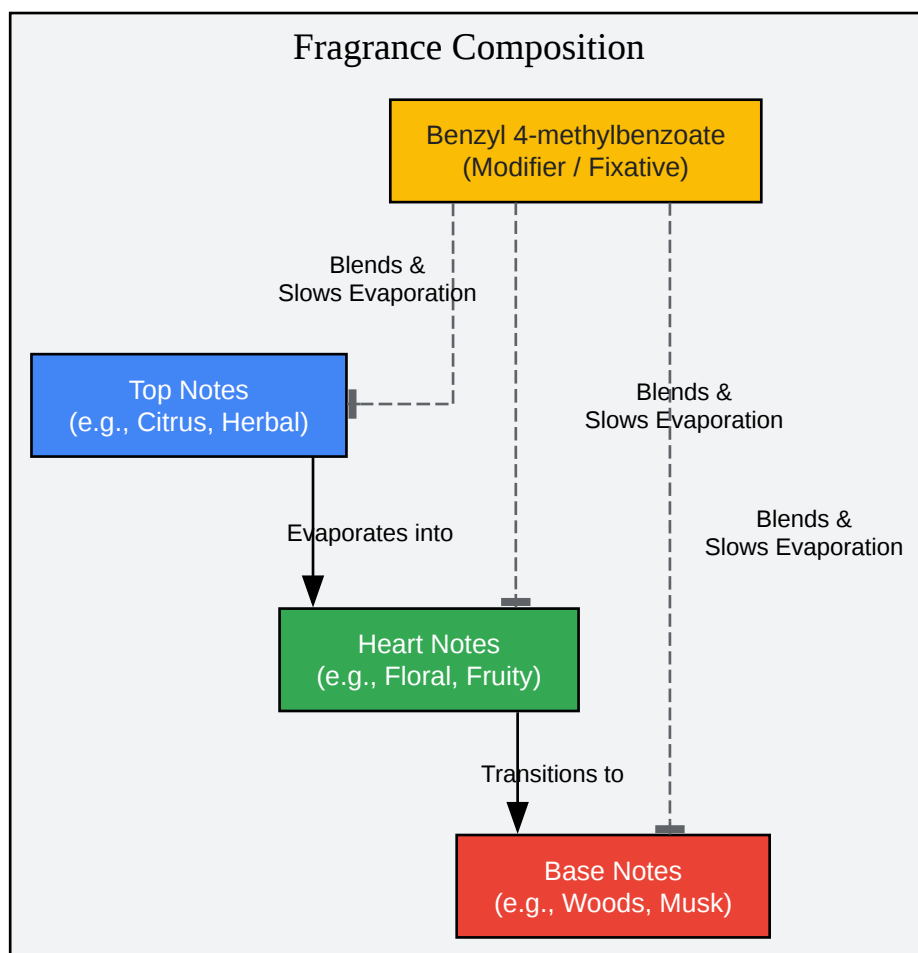 Fragrance Composition
Benzyl 4-methylbenzoate
(Modifier / Fixative)
Blends &
Slows Evaporation
Top Notes
(e.g., Citrus, Herbal)
Blends &
Slows Evaporation
Evaporates into
Blends &
Slows Evaporation
Heart Notes
(e.g., Floral, Fruity)
Transitions to
Base Notes
(e.g., Woods, Musk)